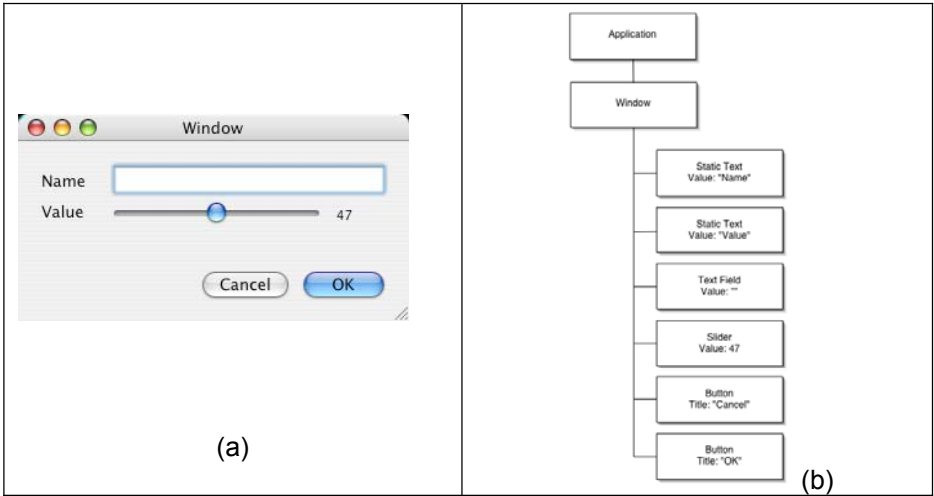 Window
Name
Value
47
Cancel
OK
(a)
Application
Window
Static Text
Value: "Name"
Static Text
Value: "Value"
Text Field
Value: ""
Slider
Value: 47
Button
Title: "Cancel"
Button
Title: "OK"
(b)